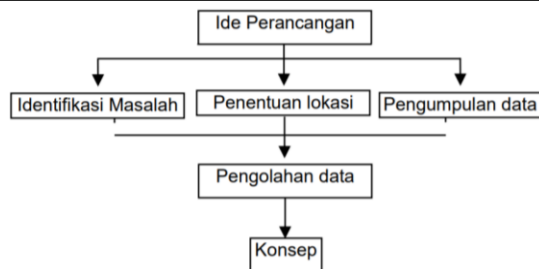 Ide Perancangan
Identifikasi Masalah
Penentuan lokasi
Pengumpulan data
Pengolahan data
Konsep